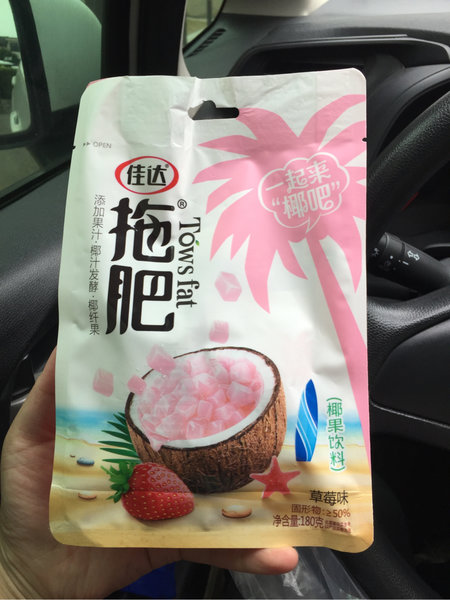 OPEN
佳达®
拖肥®
Tow's fat
添加果汁·椰汁发酵·椰纤果
一起来
“椰吧”
（椰果饮料）
草莓味
固形物:≥50%
净含量:180克